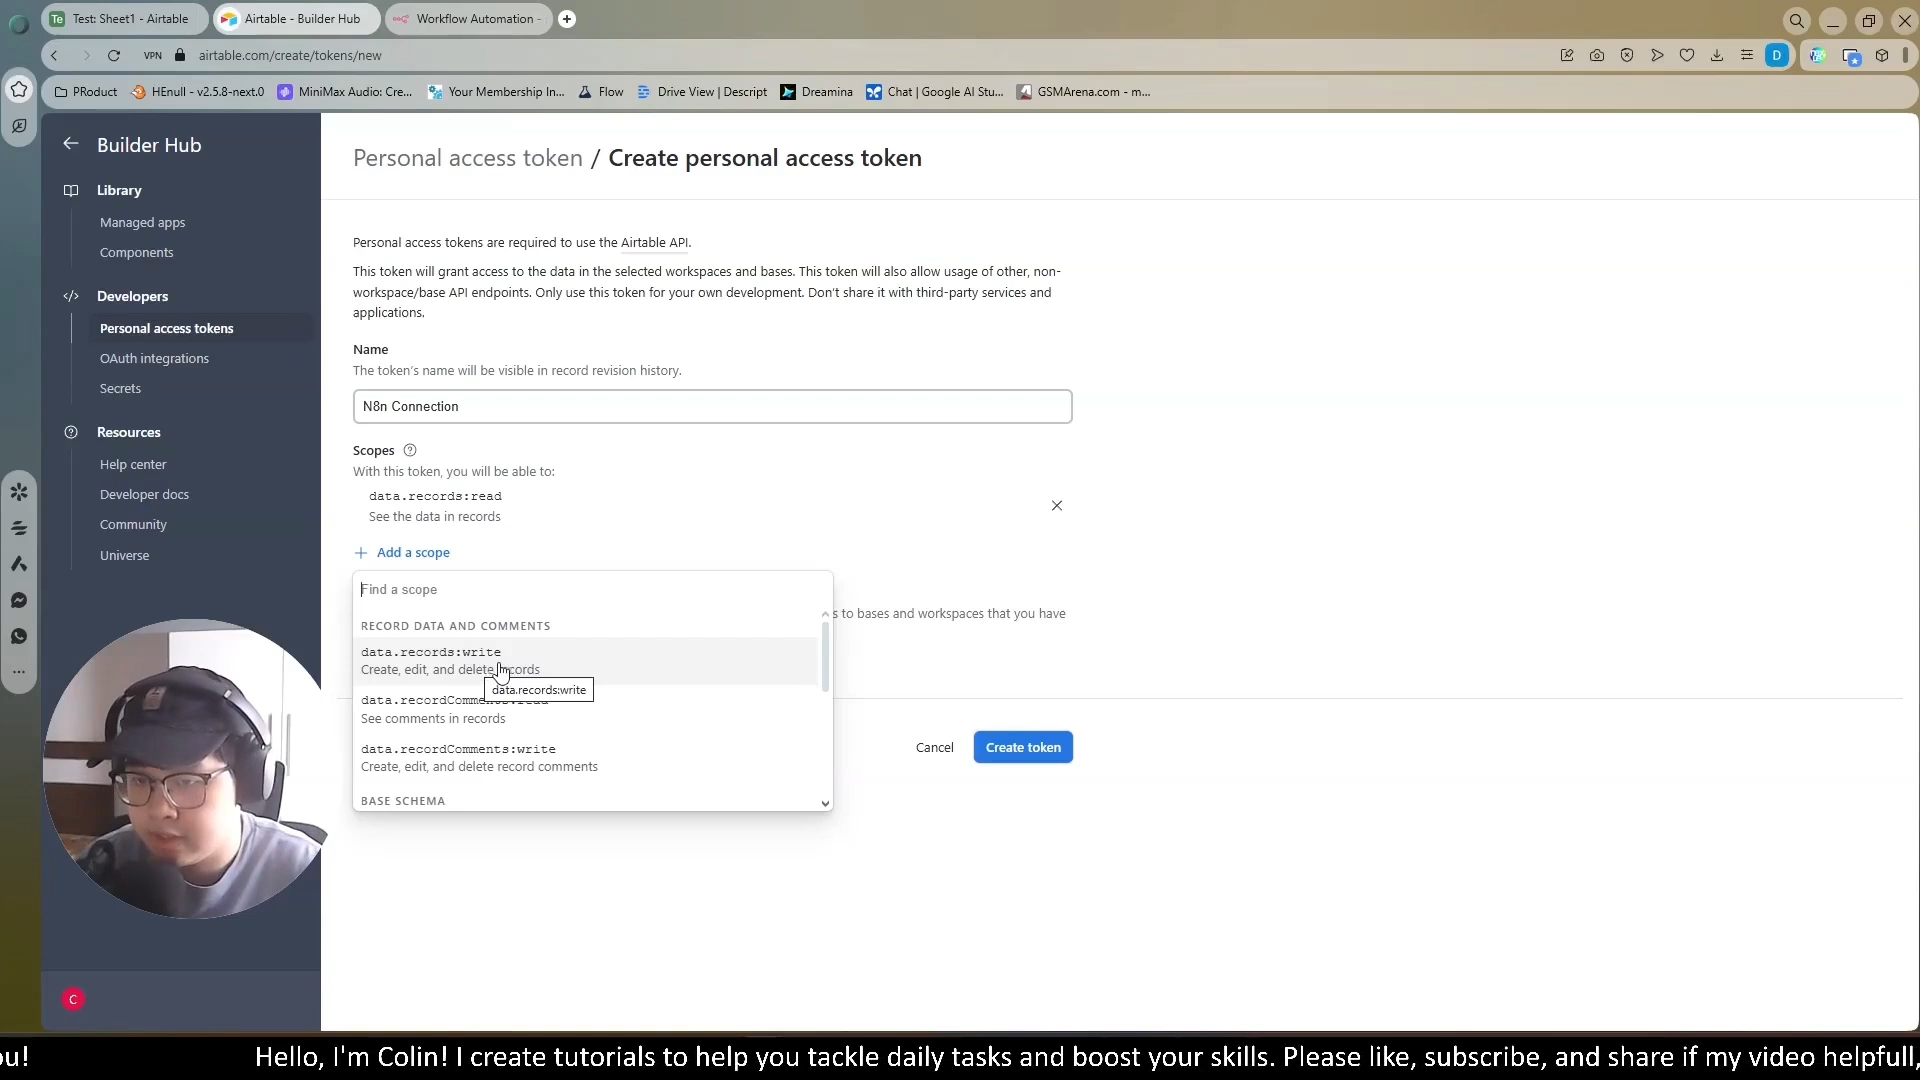 Test: Sheet1 - Airtable
Airtable - Builder Hub
Workflow Automation -
VPN
airtable.com/create/tokens/new
D
PRoduct
HEnull - v2.5.8-next.0
MiniMax Audio: Cre...
Your Membership In...
Flow
Drive View | Descript
Dreamina
Chat | Google AI Stu...
GSMArena.com - m...
Builder Hub
Library
Managed apps
Components
Developers
Personal access tokens
OAuth integrations
Secrets
Resources
Help center
Developer docs
Community
Universe
C
Personal access token / Create personal access token
Personal access tokens are required to use the Airtable API.
This token will grant access to the data in the selected workspaces and bases. This token will also allow usage of other, non-
workspace/base API endpoints. Only use this token for your own development. Don't share it with third-party services and
applications.
Name
The token's name will be visible in record revision history.
N8n Connection
Scopes
With this token, you will be able to:
data.records:read
See the data in records
Add a scope
Find a scope
s to bases and workspaces that you have
RECORD DATA AND COMMENTS
data.records:write
Create, edit, and delete records
data.records:write
data.recordComments:read
See comments in records
data.recordComments:write
Create, edit, and delete record comments
BASE SCHEMA
Cancel
Create token
ou! Hello, I'm Colin! I create tutorials to help you tackle daily tasks and boost your skills. Please like, subscribe, and share if my video helpfull,